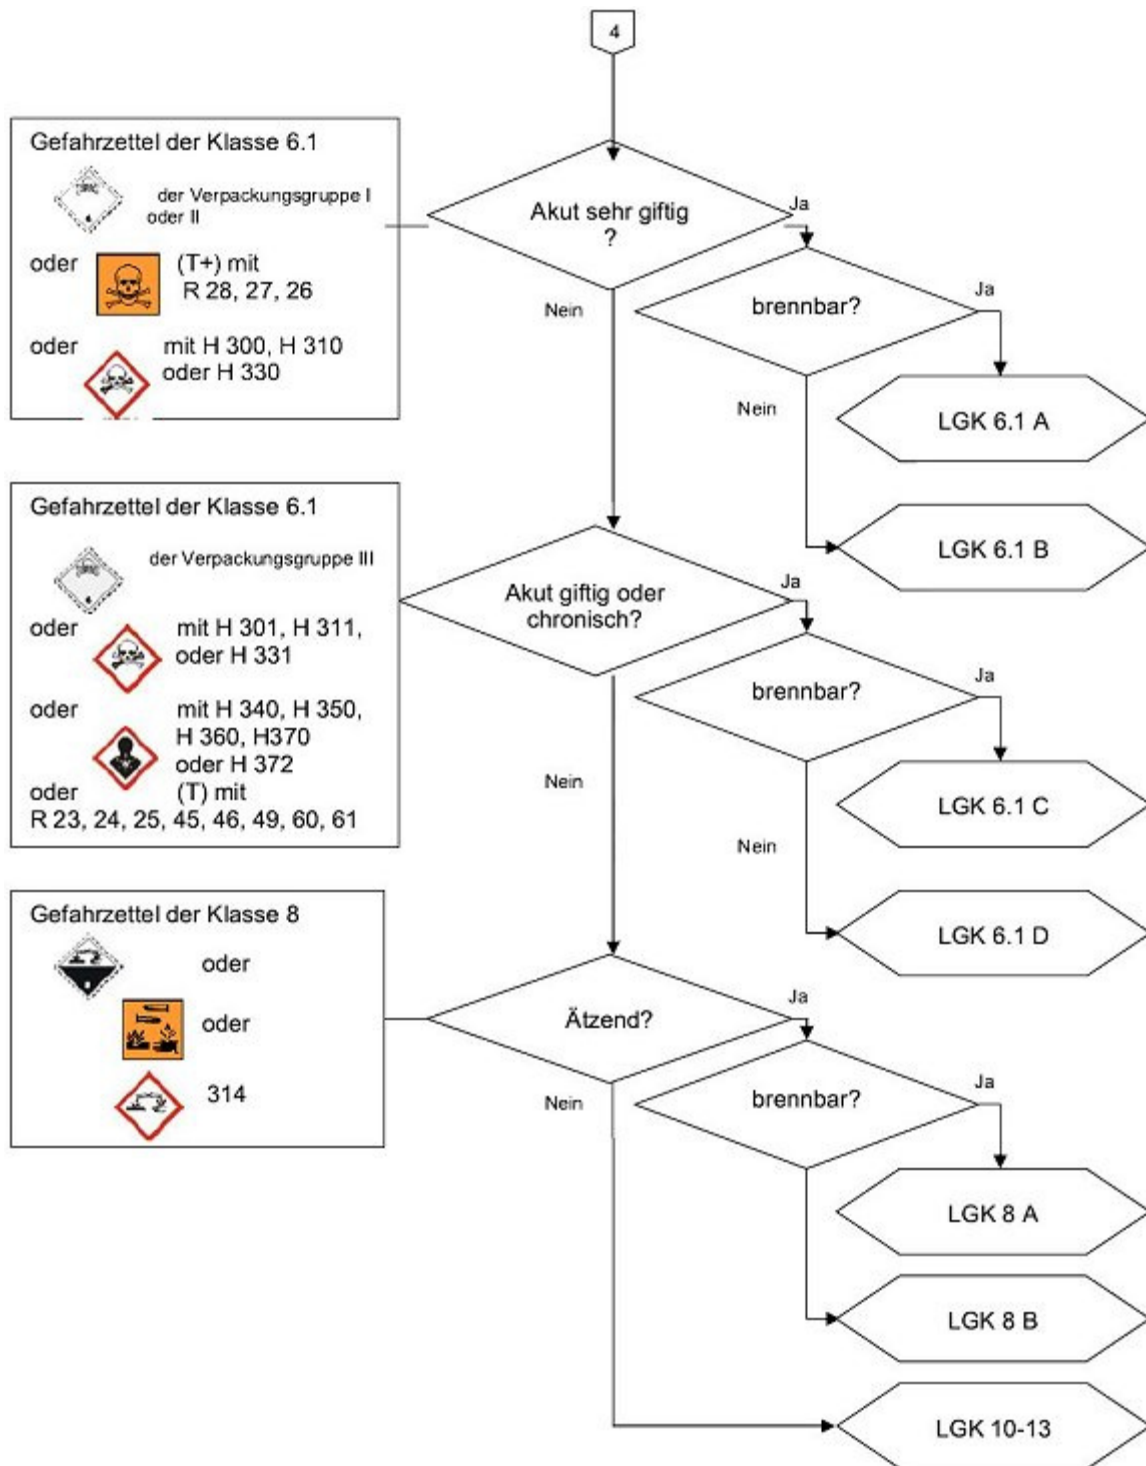 4
Gefahrzettel der Klasse 6.1
der Verpackungsgruppe I
oder II
oder
(T+) mit
R 28, 27, 26
oder
mit H 300, H 310
oder H 330
Akut sehr giftig
?
Ja
Nein
brennbar?
Ja
Nein
LGK 6.1 A
LGK 6.1 B
Gefahrzettel der Klasse 6.1
der Verpackungsgruppe III
oder
mit H 301, H 311,
oder H 331
oder
mit H 340, H 350,
H 360, H370
oder H 372
oder
(T) mit
R 23, 24, 25, 45, 46, 49, 60, 61
Akut giftig oder
chronisch?
Ja
Nein
brennbar?
Ja
Nein
LGK 6.1 C
LGK 6.1 D
Gefahrzettel der Klasse 8
oder
oder
314
Ätzend?
Ja
Nein
brennbar?
Ja
LGK 8 A
LGK 8 B
LGK 10-13